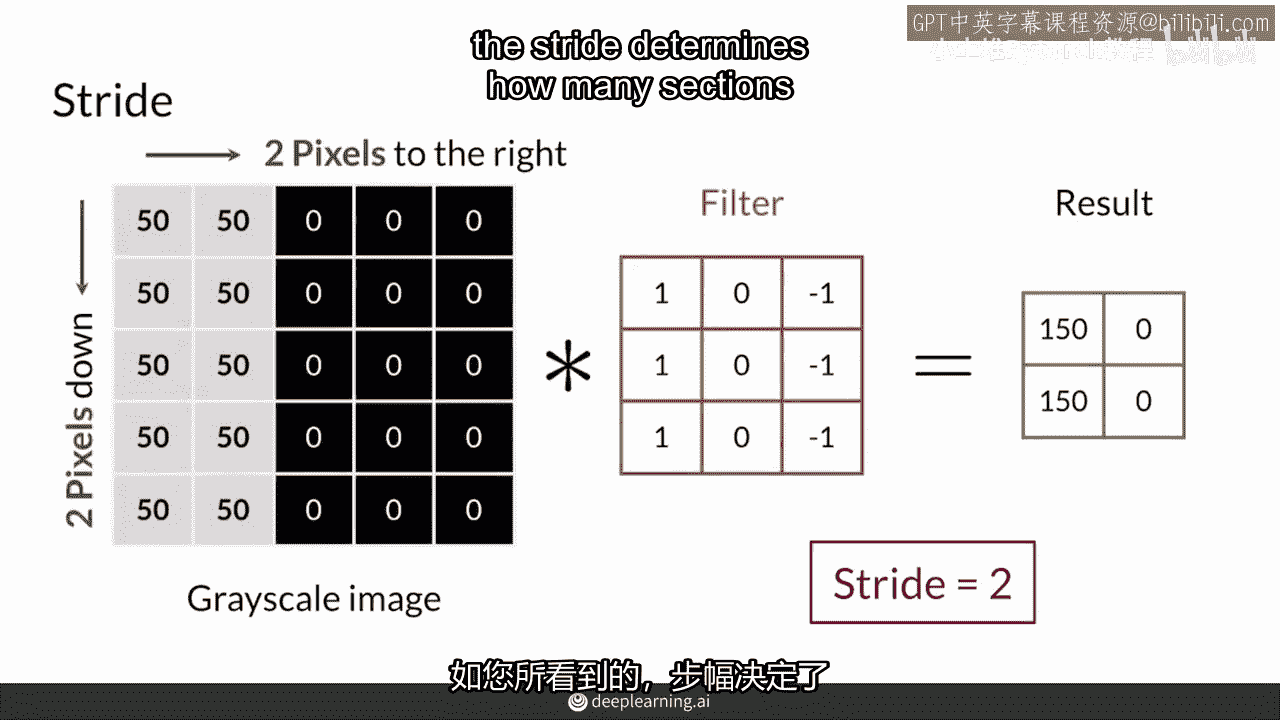 GPT中英字幕课程资源@bilibili.com
the stride determines
how many sections
bilibili
Stride
2 Pixels to the right
2 Pixels down
50 50 0 0 0
50 50 0 0 0
50 50 0 0 0
50 50 0 0 0
50 50 0 0 0
Grayscale image
*
Filter
1 0 -1
1 0 -1
1 0 -1
=
Result
150 0
150 0
Stride = 2
如您所看到的，步幅决定了
deeplearning.ai